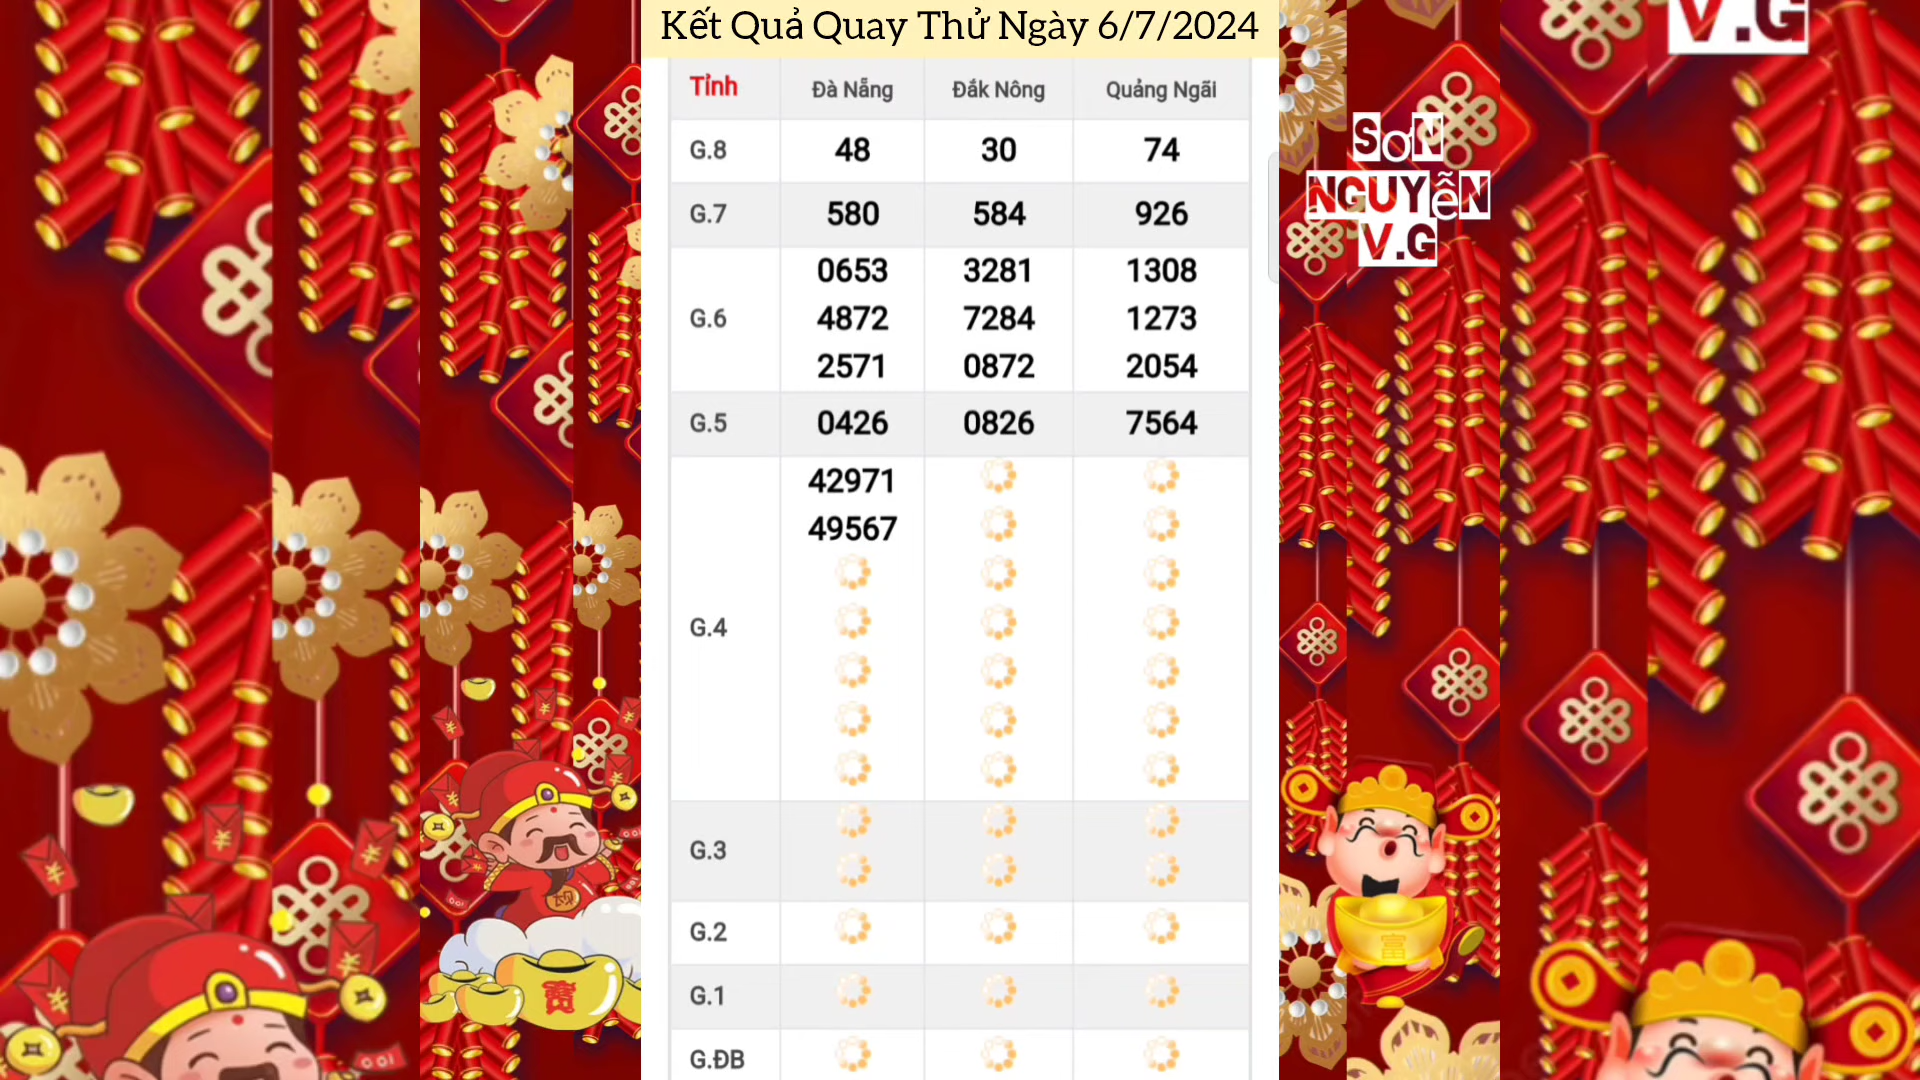 Kết Quả Quay Thử Ngày 6/7/2024
Tỉnh Đà Nẵng Đắk Nông Quảng Ngãi
G.8 48 30 74
G.7 580 584 926
0653 3281 1308
G.6 4872 7284 1273
2571 0872 2054
G.5 0426 0826 7564
42971
49567
G.4
G.3
G.2
G.1
G.ĐB
V.G
SơN
NGUYễN
V.G